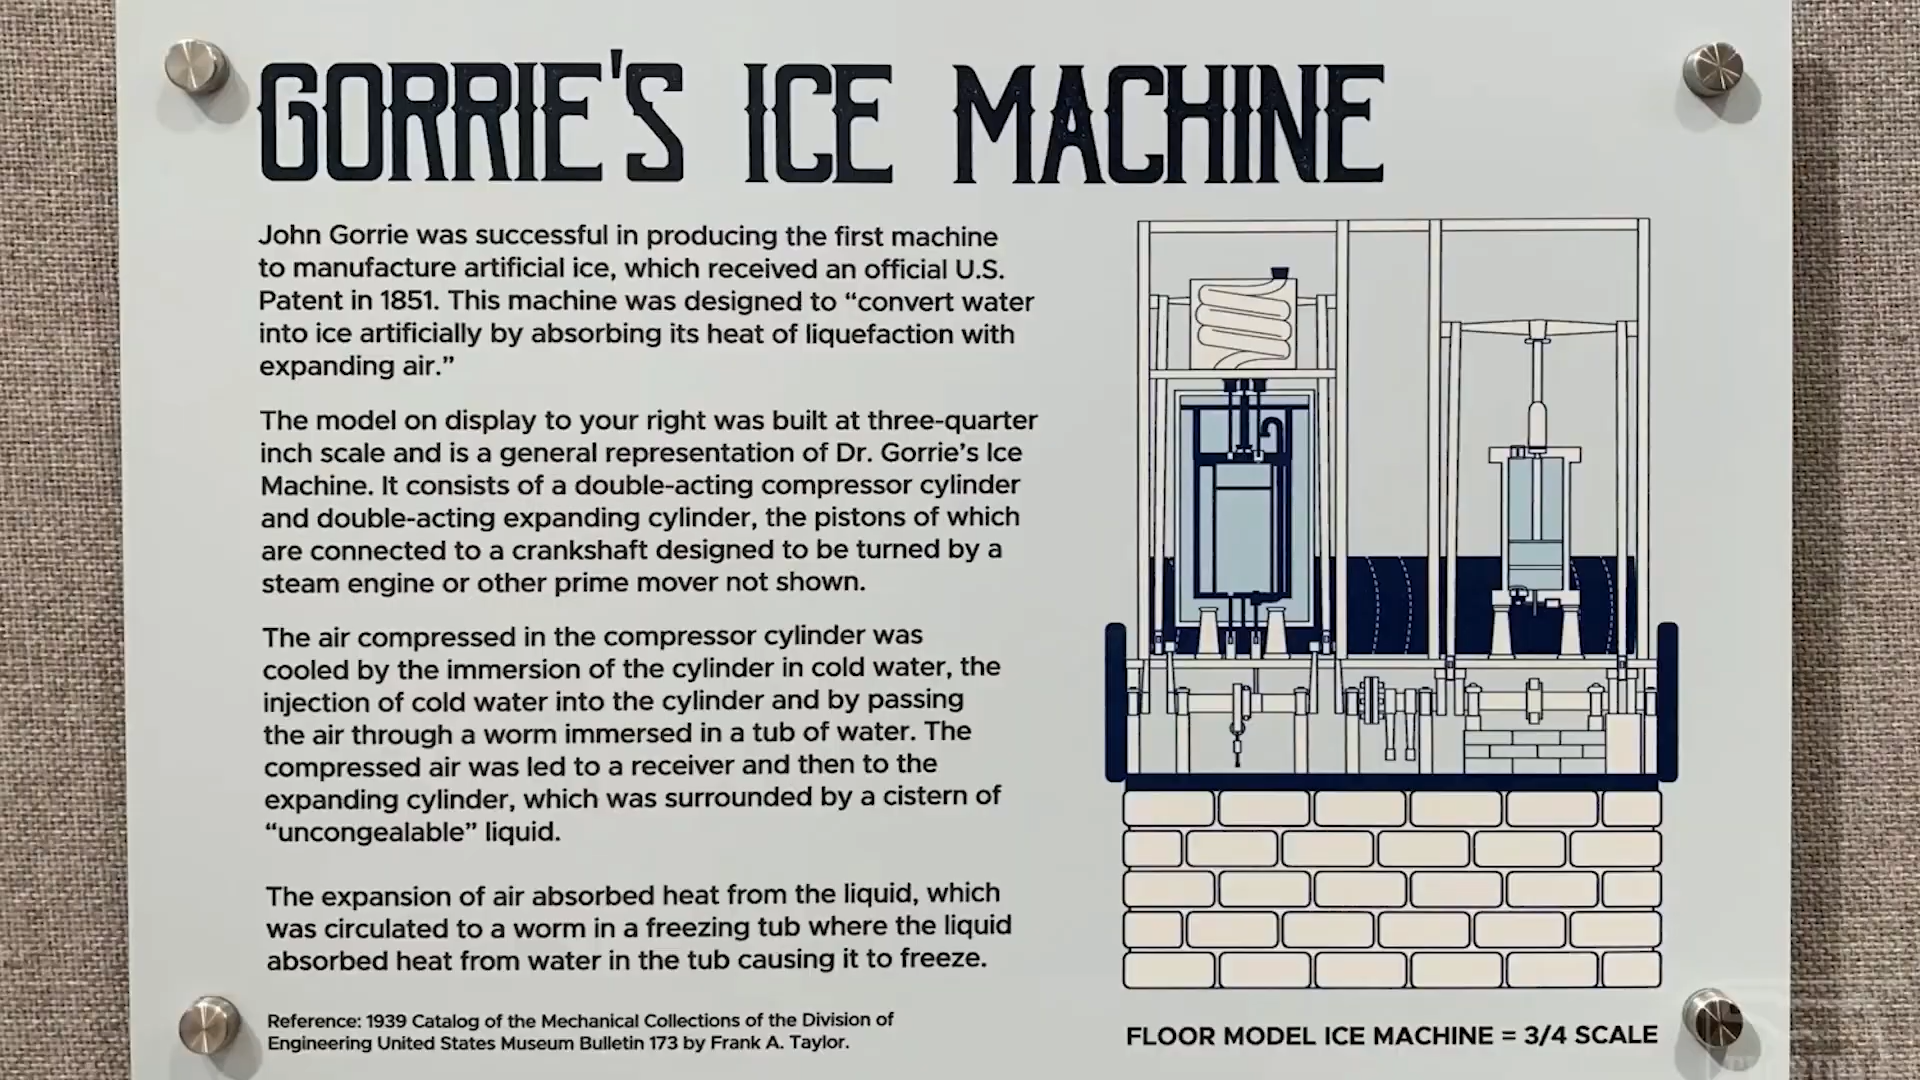 GORRIE'S ICE MACHINE
John Gorrie was successful in producing the first machine
to manufacture artificial ice, which received an official U.S.
Patent in 1851. This machine was designed to “convert water
into ice artificially by absorbing its heat of liquefaction with
expanding air.”
The model on display to your right was built at three-quarter
inch scale and is a general representation of Dr. Gorrie’s Ice
Machine. It consists of a double-acting compressor cylinder
and double-acting expanding cylinder, the pistons of which
are connected to a crankshaft designed to be turned by a
steam engine or other prime mover not shown.
The air compressed in the compressor cylinder was
cooled by the immersion of the cylinder in cold water, the
injection of cold water into the cylinder and by passing
the air through a worm immersed in a tub of water. The
compressed air was led to a receiver and then to the
expanding cylinder, which was surrounded by a cistern of
“uncongealable” liquid.
The expansion of air absorbed heat from the liquid, which
was circulated to a worm in a freezing tub where the liquid
absorbed heat from water in the tub causing it to freeze.
Reference: 1939 Catalog of the Mechanical Collections of the Division of
Engineering United States Museum Bulletin 173 by Frank A. Taylor.
FLOOR MODEL ICE MACHINE = 3/4 SCALE